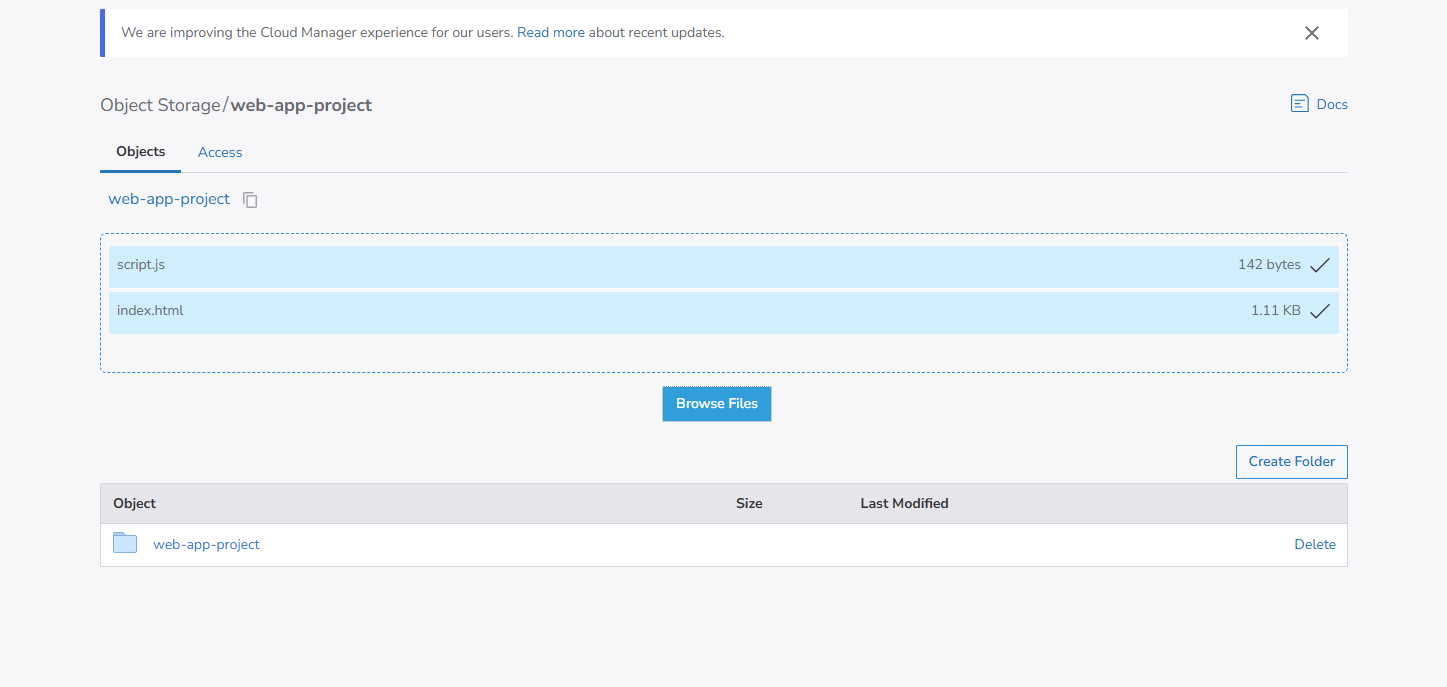 We are improving the Cloud Manager experience for our users. Read more about recent updates.
Object Storage/web-app-project
Docs
Objects Access
web-app-project
script.js 142 bytes
index.html 1.11 KB
Browse Files
Create Folder
Object Size Last Modified
web-app-project Delete